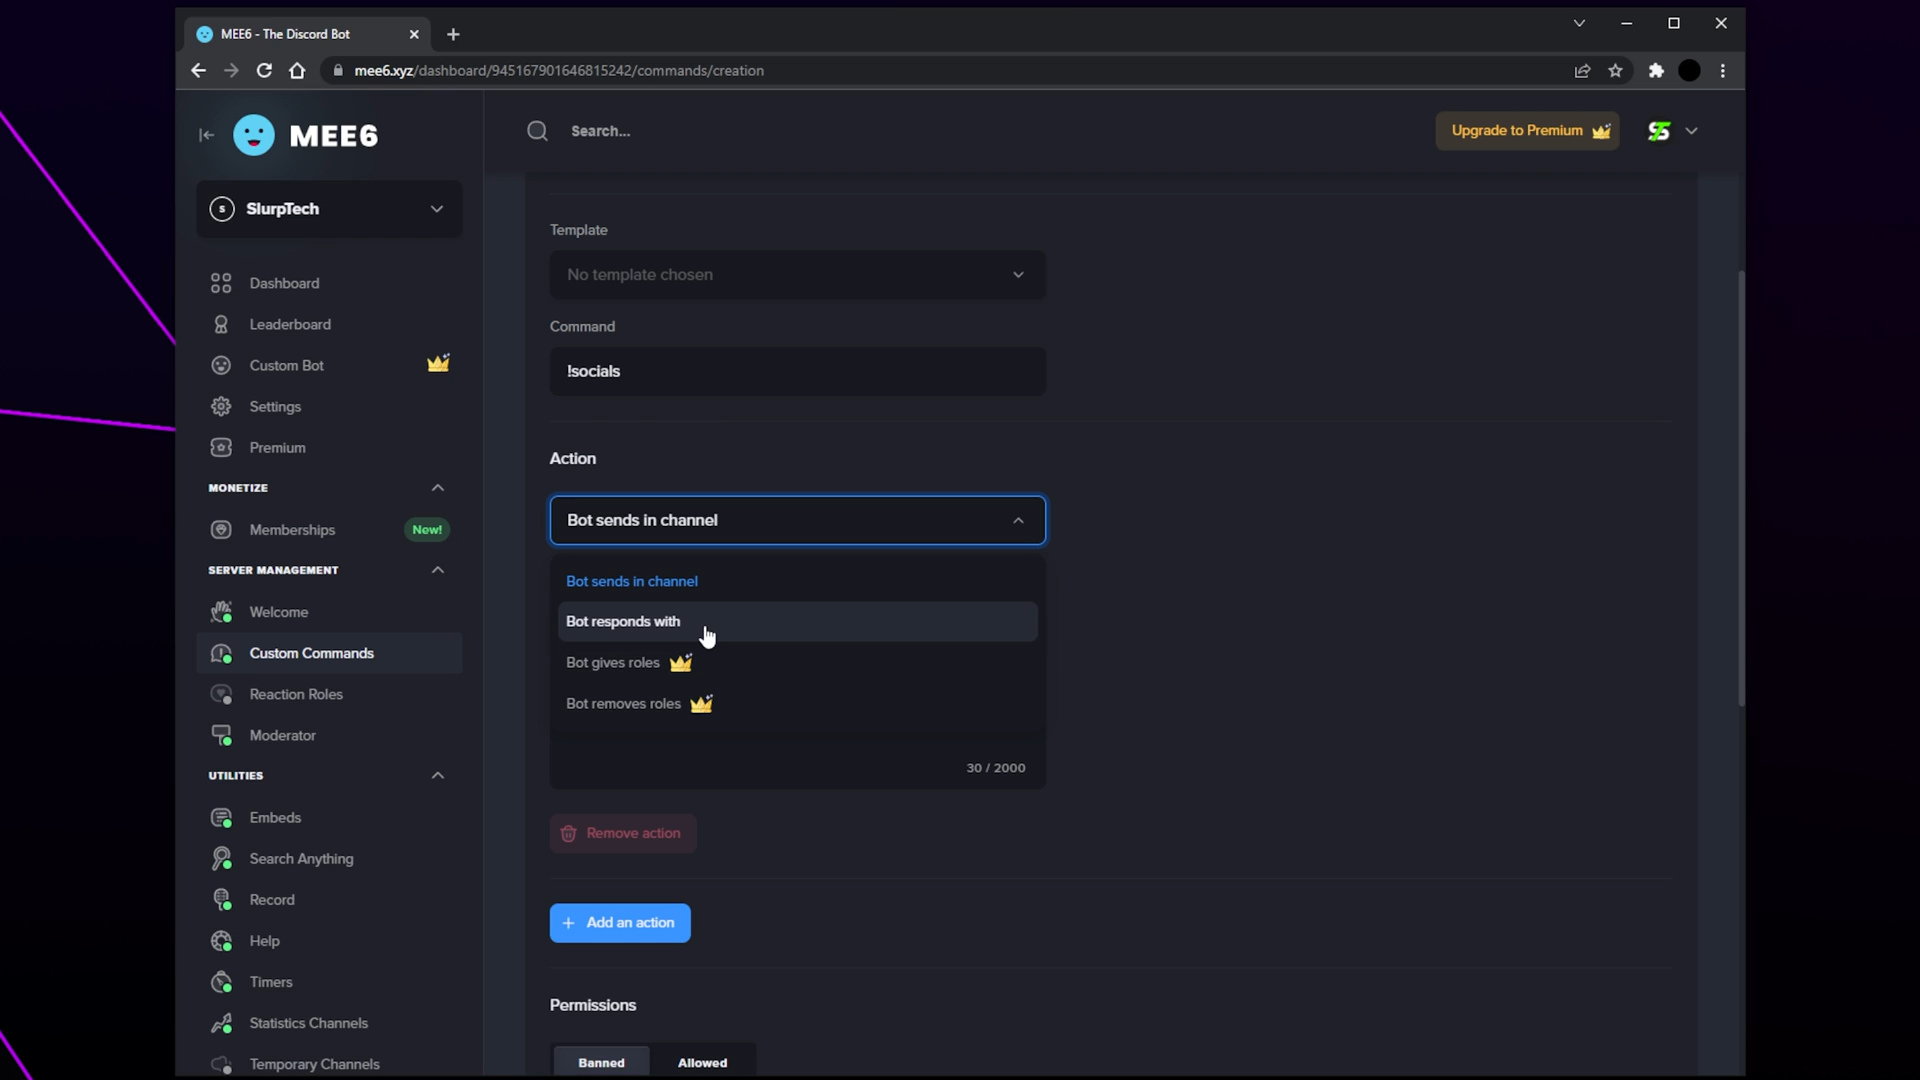 MEE6 - The Discord Bot
mee6.xyz/dashboard/945167901646815242/commands/creation
MEE6
Search...
Upgrade to Premium
S
SlurpTech
Dashboard
Leaderboard
Custom Bot
Settings
Premium
MONETIZE
Memberships
New!
SERVER MANAGEMENT
Welcome
Custom Commands
Reaction Roles
Moderator
UTILITIES
Embeds
Search Anything
Record
Help
Timers
Statistics Channels
Temporary Channels
Template
No template chosen
Command
!socials
Action
Bot sends in channel
Bot sends in channel
Bot responds with
Bot gives roles
Bot removes roles
30 / 2000
Remove action
+ Add an action
Permissions
Banned
Allowed